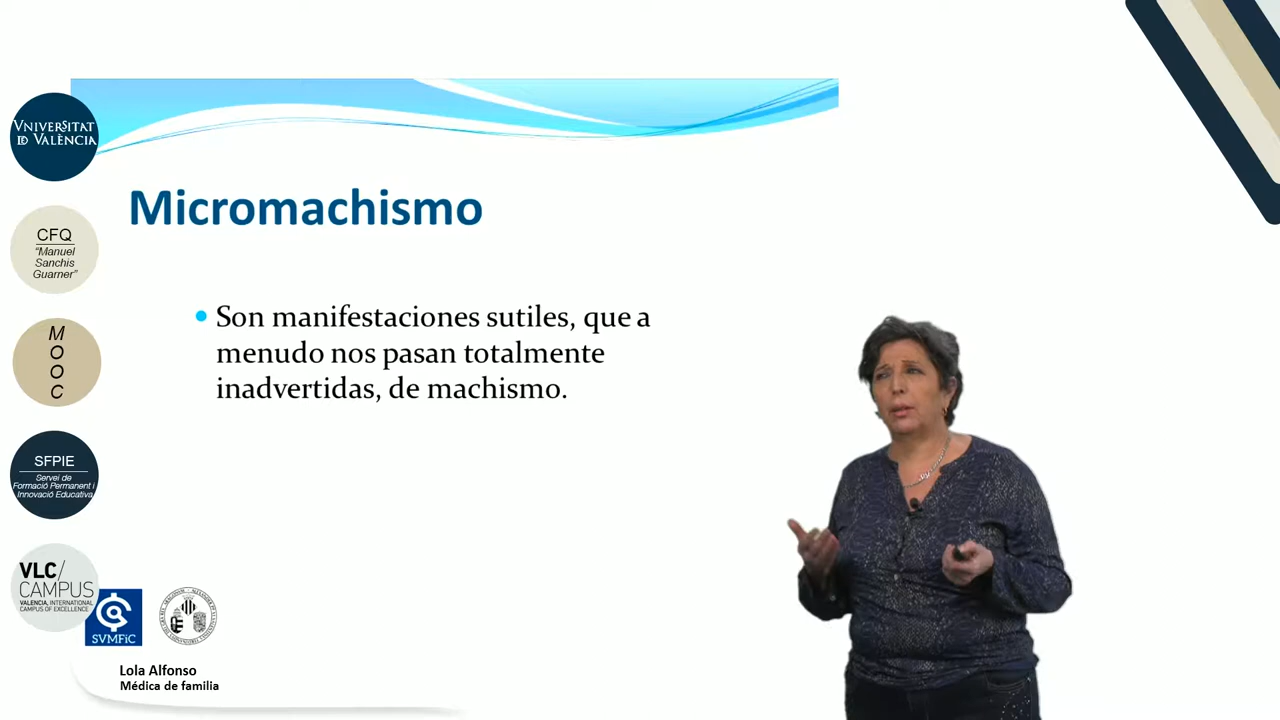 VNIVERSITAT
ID VALÈNCIA
CFQ
“Manuel
Sanchis
Guarner”
M
O
O
C
SFPIE
Servei de
Formació Permanent i
Innovació Educativa
VLC/
CAMPUS
VALENCIA, INTERNATIONAL
CAMPUS OF EXCELLENCE
Micromachismo
Son manifestaciones sutiles, que a
menudo nos pasan totalmente
inadvertidas, de machismo.
SVMFiC
Lola Alfonso
Médica de familia